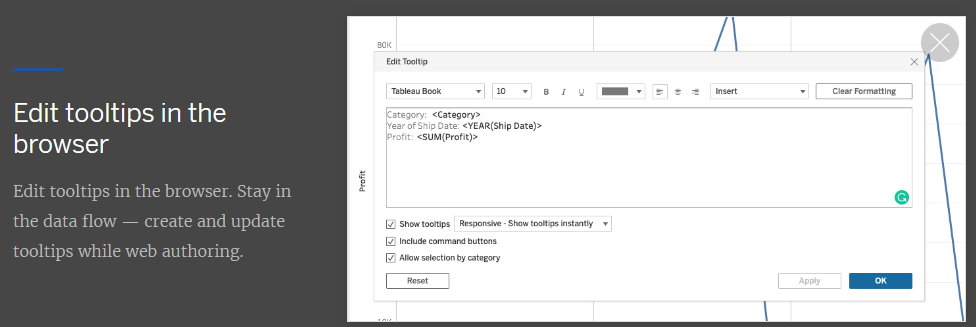 Edit tooltips in the
browser
Edit tooltips in the browser. Stay in
the data flow — create and update
tooltips while web authoring.
80K
Edit Tooltip
Tableau Book 10 B I U Insert Clear Formatting
Category: <Category>
Year of Ship Date: <YEAR(Ship Date)>
Profit: <SUM(Profit)>
Profit
Show tooltips Responsive - Show tooltips instantly
Include command buttons
Allow selection by category
Reset Apply OK